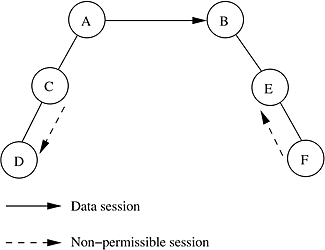 A
B
C
E
D
F
Data session
Non-permissible session